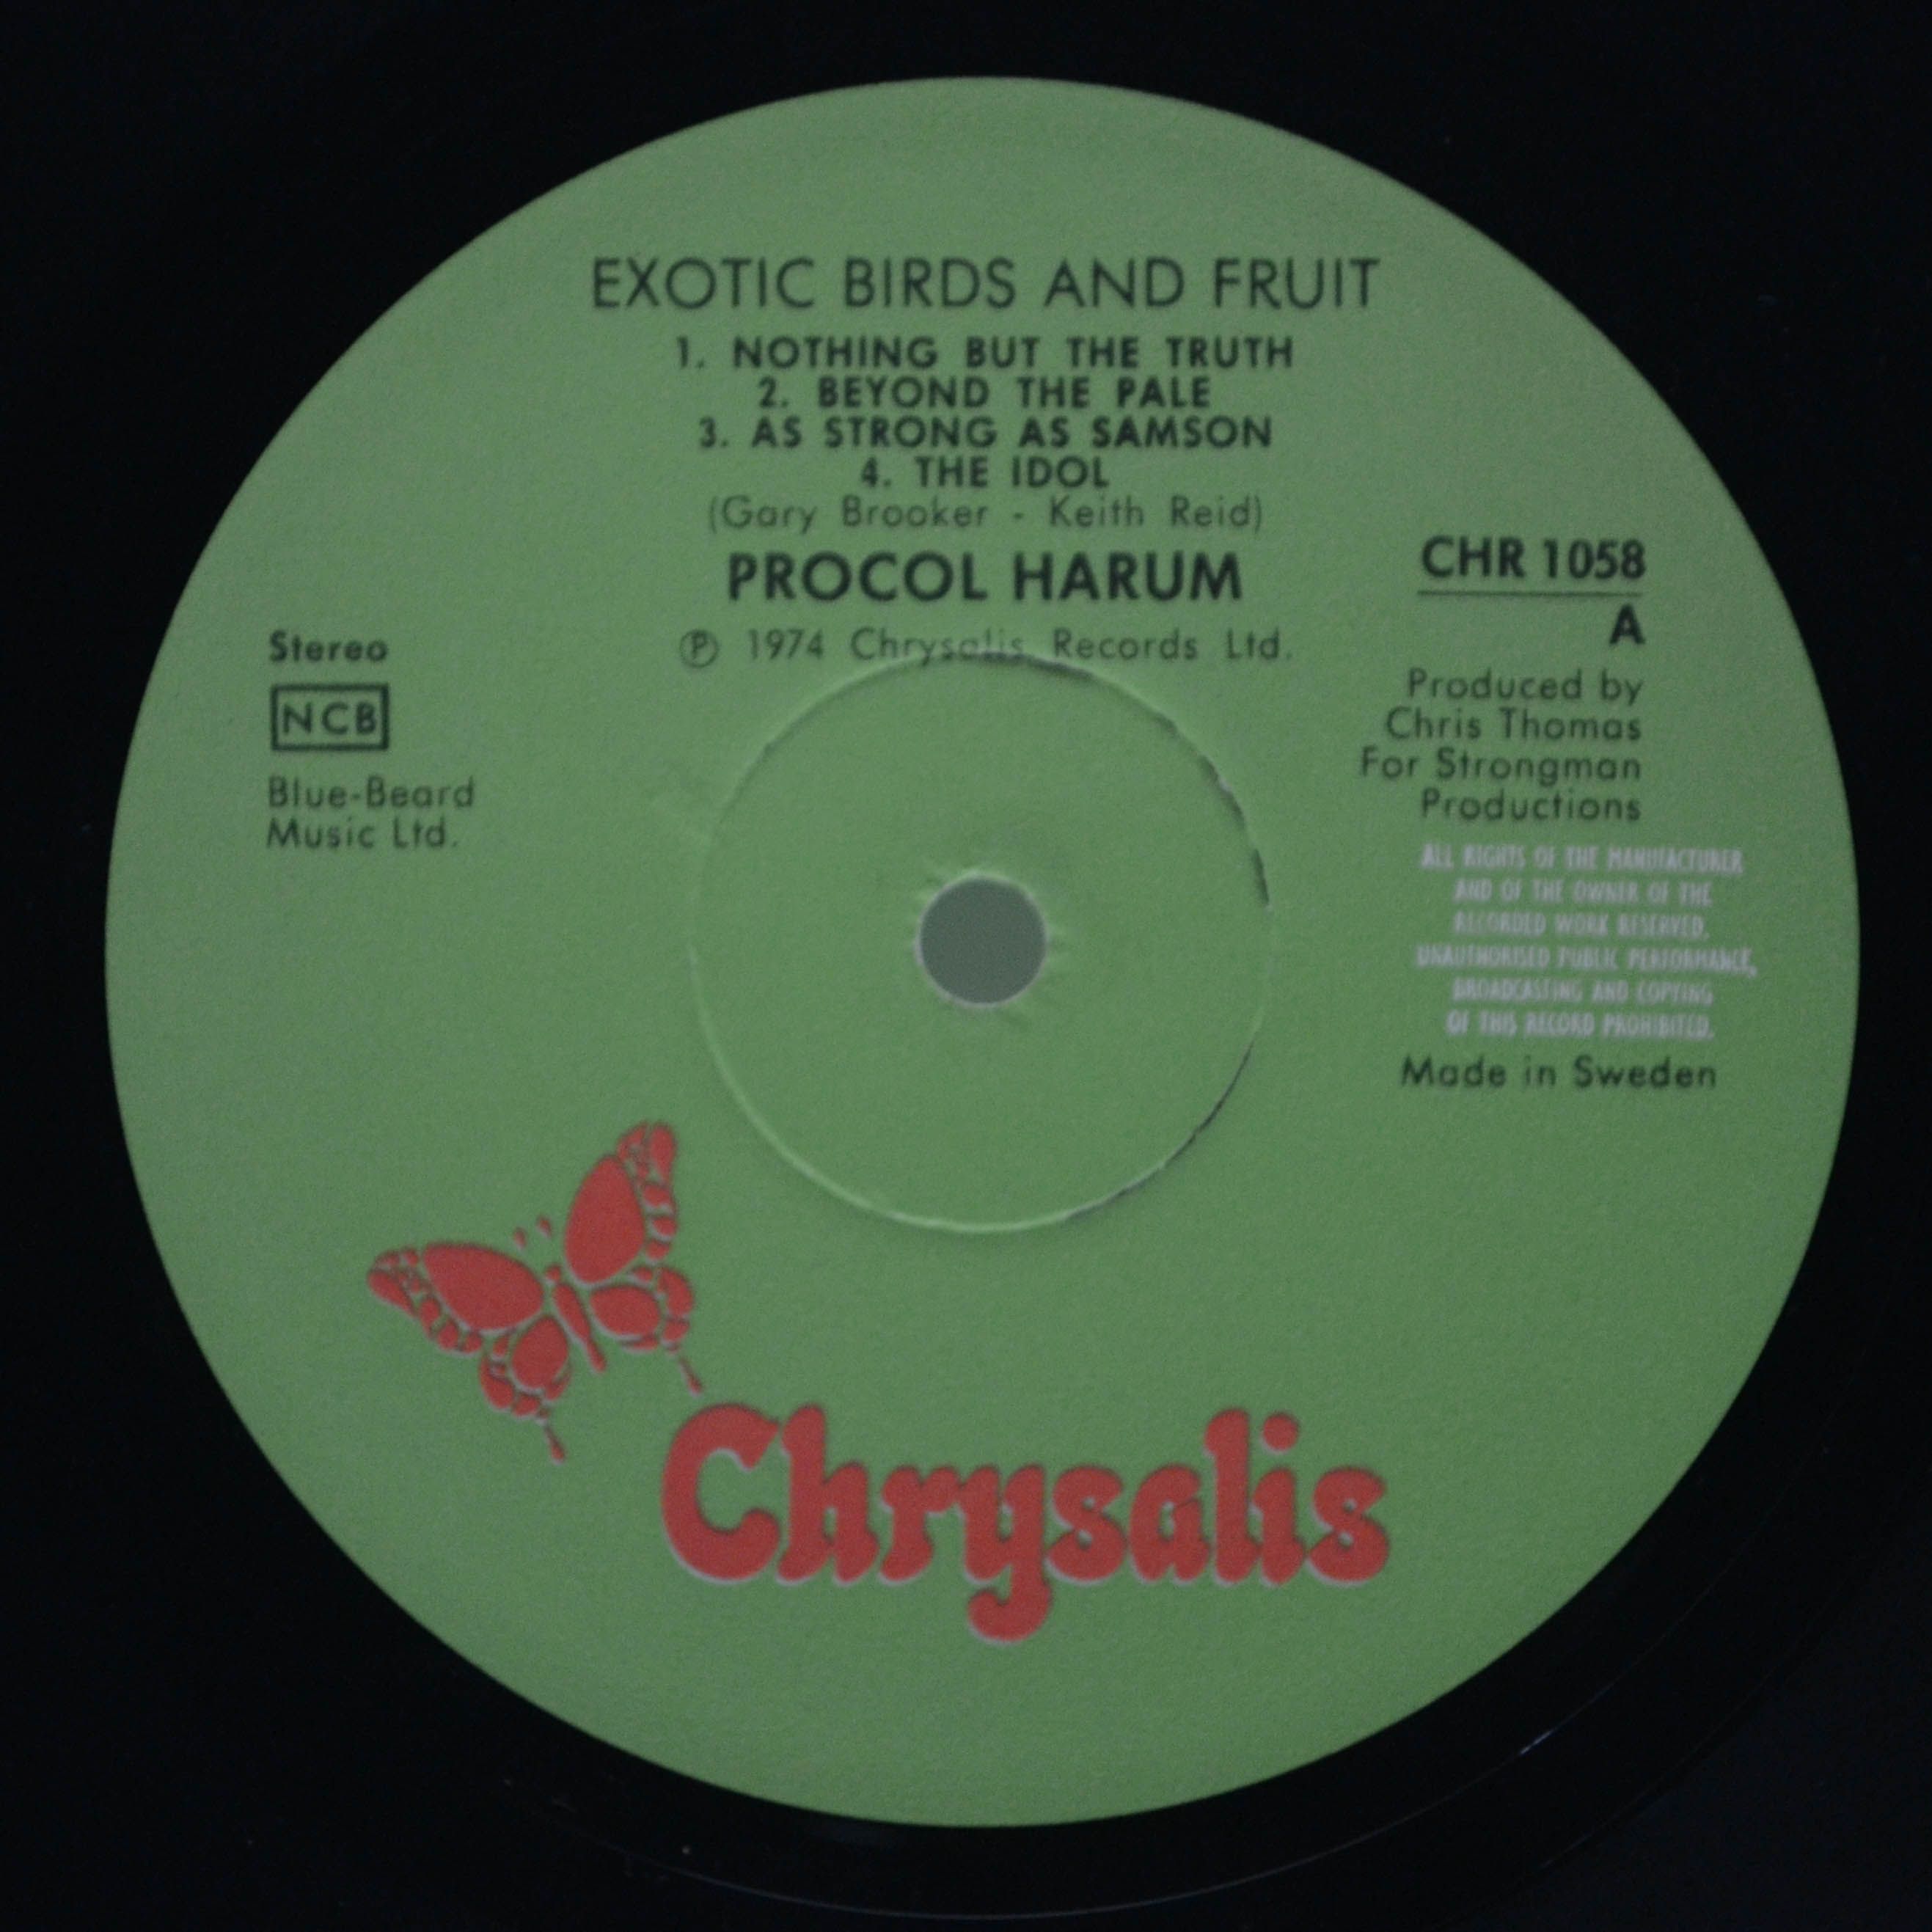 EXOTIC BIRDS AND FRUIT
1. NOTHING BUT THE TRUTH
2. BEYOND THE PALE
3. AS STRONG AS SAMSON
4. THE IDOL
(Gary Brooker - Keith Reid)
PROCOL HARUM
Ⓟ 1974 Chrysalis Records Ltd.
Stereo
NCB
Blue-Beard
Music Ltd.
CHR 1058
A
Produced by
Chris Thomas
For Strongman
Productions
ALL RIGHTS OF THE MANUFACTURER
AND OF THE OWNER OF THE
RECORDED WORK RESERVED.
UNAUTHORISED PUBLIC PERFORMANCE,
BROADCASTING AND COPYING
OF THIS RECORD PROHIBITED.
Made in Sweden
Chrysalis